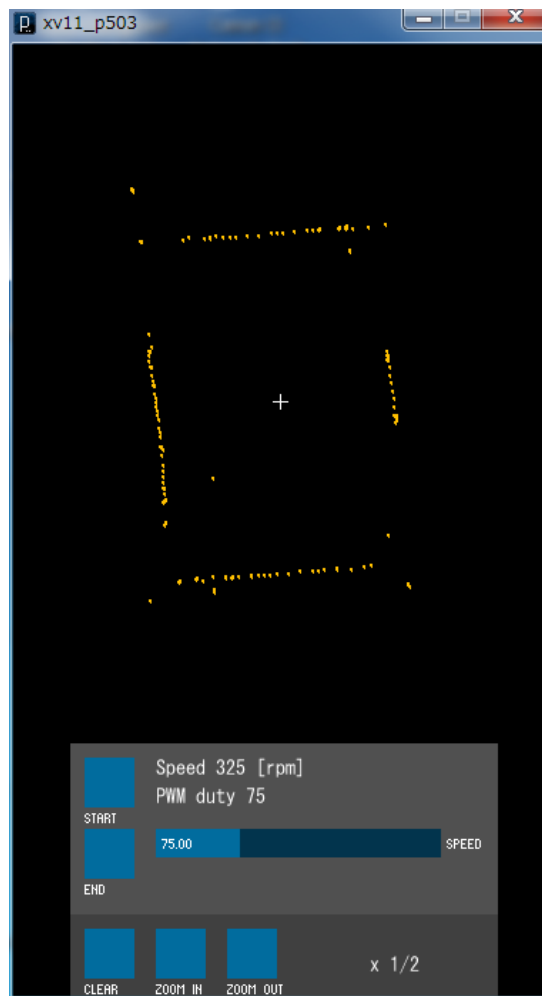 xv11_p503
Speed 325 [rpm]
PWM duty 75
START
75.00
SPEED
END
x 1/2
CLEAR
ZOOM IN
ZOOM OUT